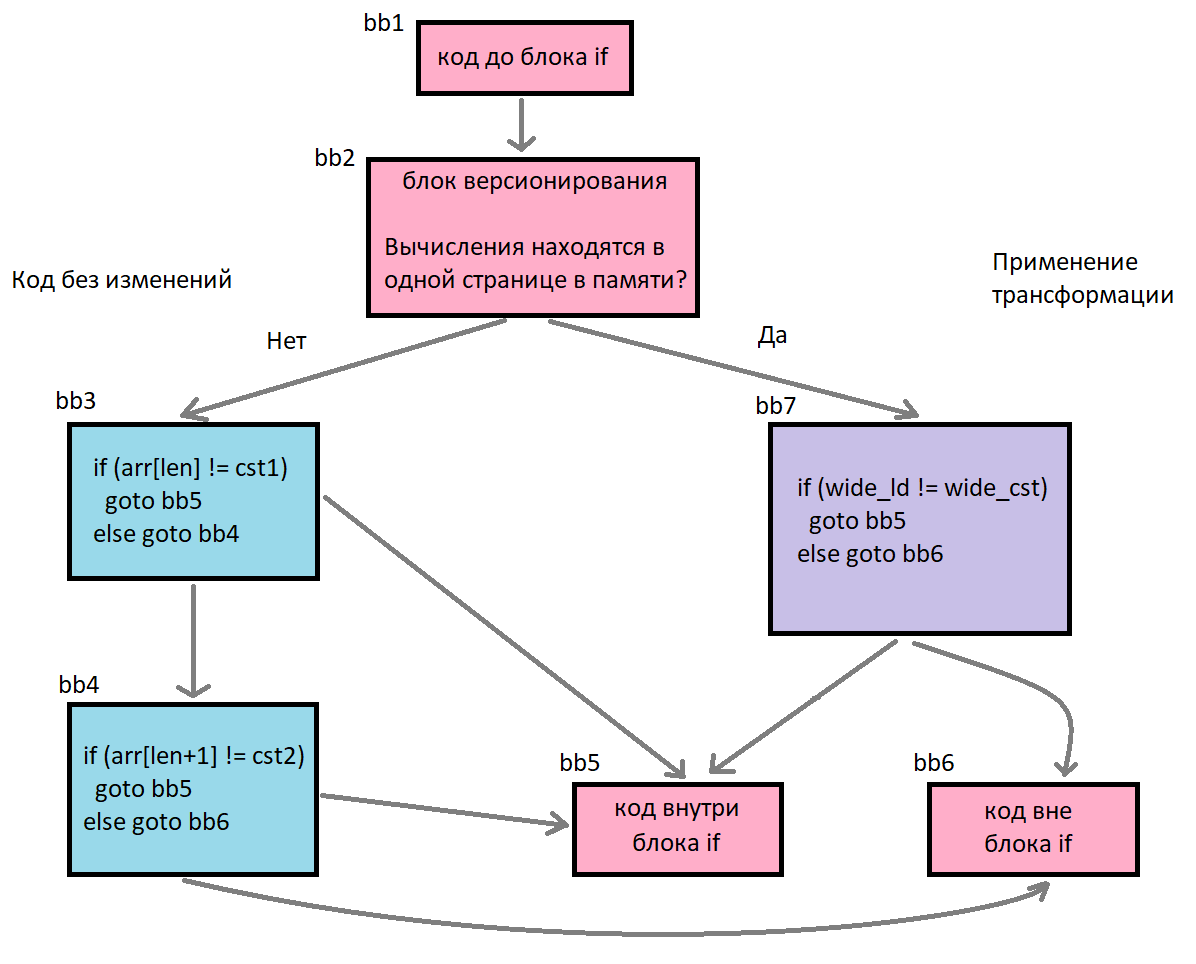 bb1
код до блока if
bb2
блок версионирования
Вычисления находятся в
одной странице в памяти?
Код без изменений
Применение
трансформации
Нет
Да
bb3
if (arr[len] != cst1)
goto bb5
else goto bb4
bb7
if (wide_ld != wide_cst)
goto bb5
else goto bb6
bb4
if (arr[len+1] != cst2)
goto bb5
else goto bb6
bb5
код внутри
блока if
bb6
код вне
блока if